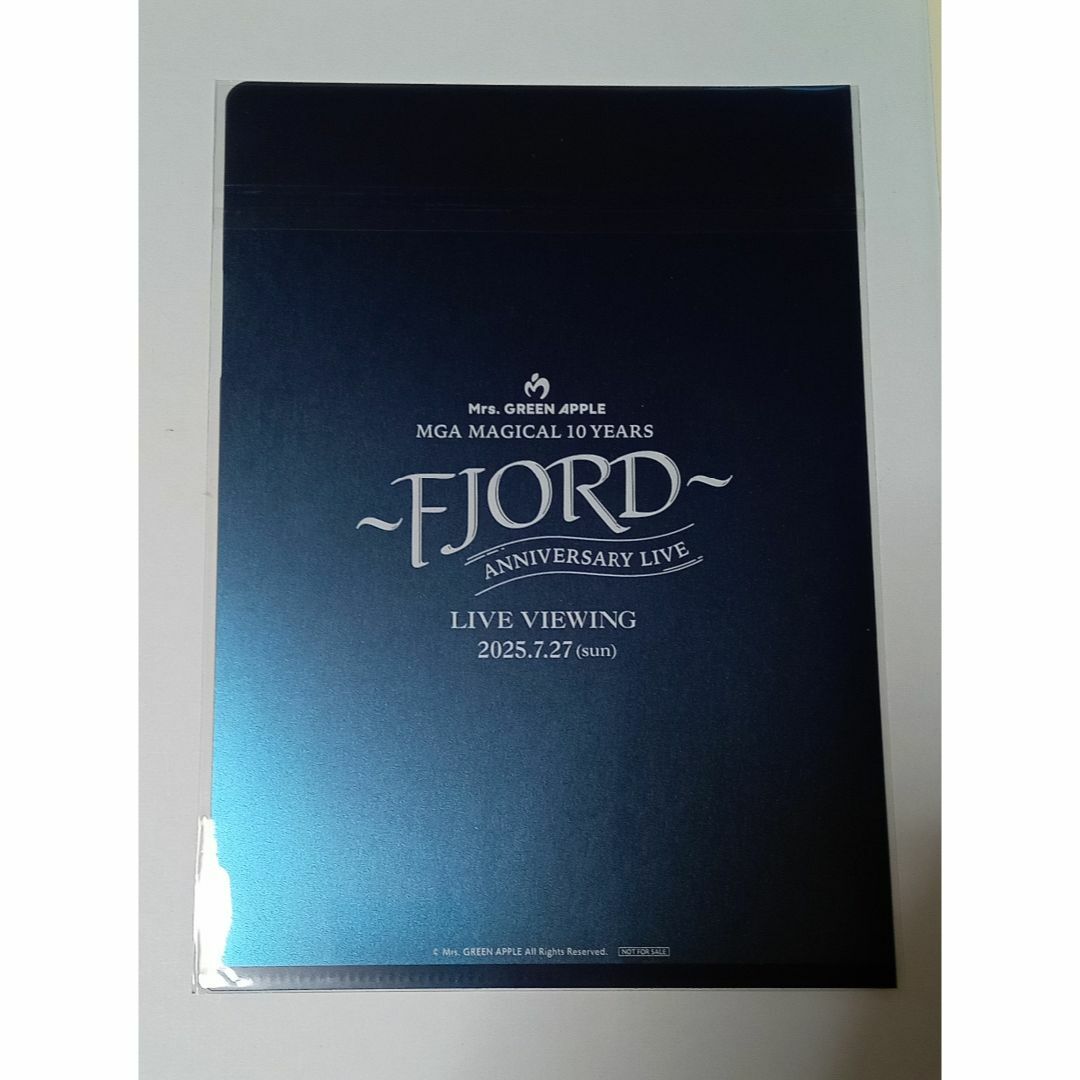 Mrs. GREEN APPLE
MGA MAGICAL 10 YEARS
~FJORD~
ANNIVERSARY LIVE
LIVE VIEWING
2025.7.27 (sun)
© Mrs. GREEN APPLE All Rights Reserved. NOT FOR SALE